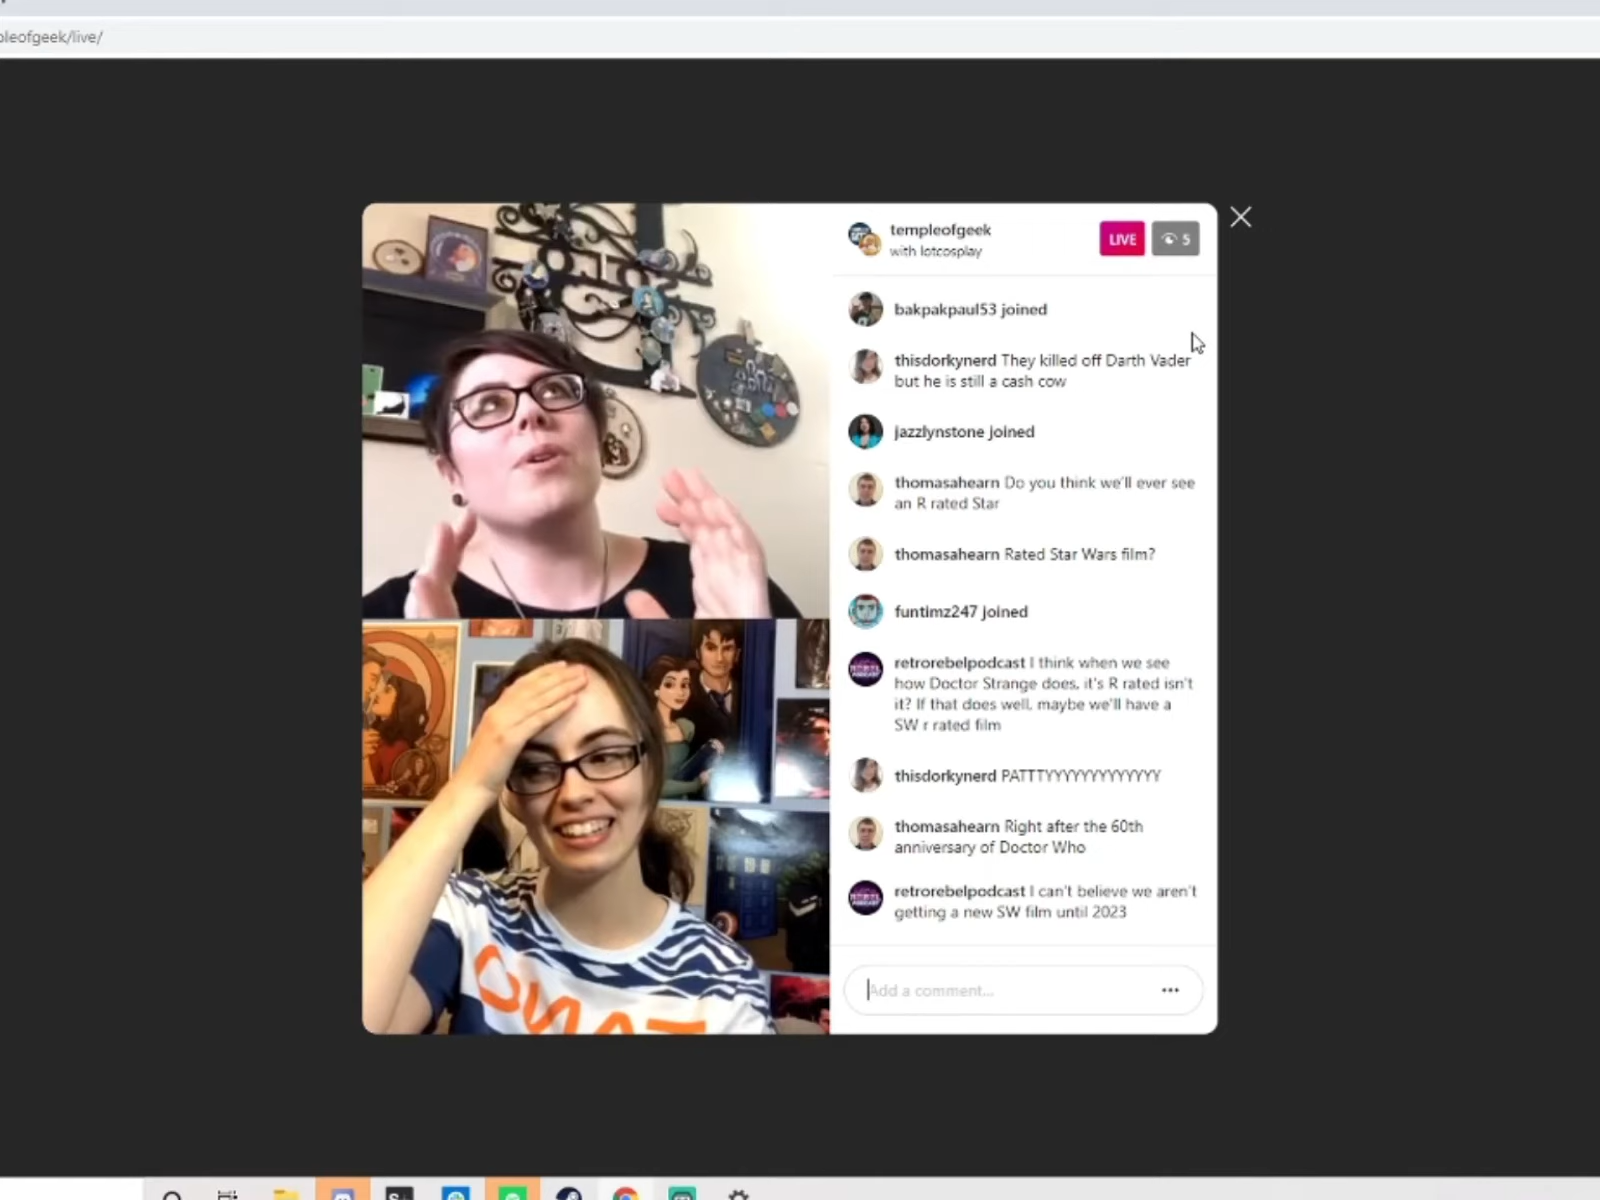 pleofgeek/live/
templeofgeek
with lotcosplay
LIVE
5
bakpakpaul53 joined
thisdorkynerd They killed off Darth Vader
but he is still a cash cow
jazzlynstone joined
thomasahearn Do you think we'll ever see
an R rated Star
thomasahearn Rated Star Wars film?
funtimz247 joined
retrorebelpodcast I think when we see
how Doctor Strange does, it's R rated isn't
it? If that does well, maybe we'll have a
SW r rated film
thisdorkynerd PATTTYYYYYYYYYYYYY
thomasahearn Right after the 60th
anniversary of Doctor Who
retrorebelpodcast I can't believe we aren't
getting a new SW film until 2023
Add a comment...